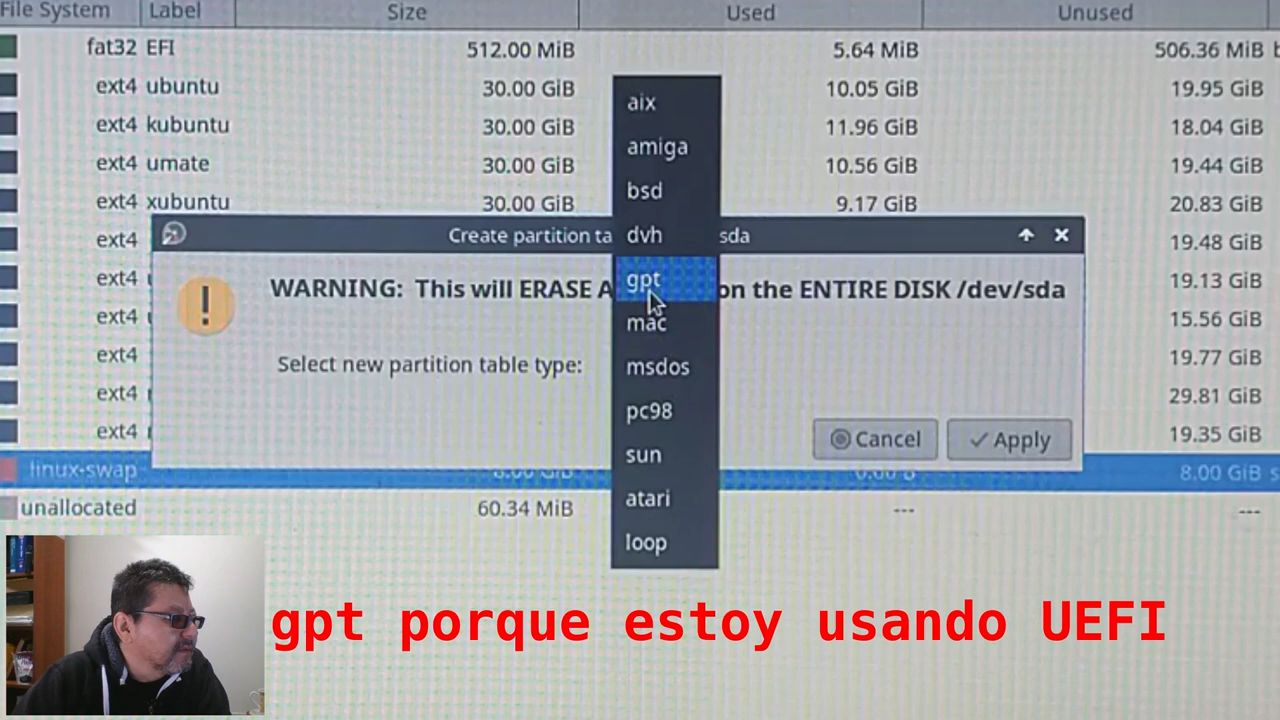 File System Label Size Used Unused
fat32 EFI 512.00 MiB 5.64 MiB 506.36 MiB
ext4 ubuntu 30.00 GiB 10.05 GiB 19.95 GiB
ext4 kubuntu 30.00 GiB 11.96 GiB 18.04 GiB
ext4 umate 30.00 GiB 10.56 GiB 19.44 GiB
ext4 xubuntu 30.00 GiB 9.17 GiB 20.83 GiB
ext4 19.48 GiB
ext4 19.13 GiB
ext4 15.56 GiB
ext4 19.77 GiB
ext4 29.81 GiB
ext4 19.35 GiB
linux-swap 8.00 GiB 0.00 B 8.00 GiB
unallocated 60.34 MiB --- ---
Create partition ta sda
WARNING: This will ERASE A on the ENTIRE DISK /dev/sda
Select new partition table type:
aix
amiga
bsd
dvh
gpt
mac
msdos
pc98
sun
atari
loop
Cancel Apply
gpt porque estoy usando UEFI